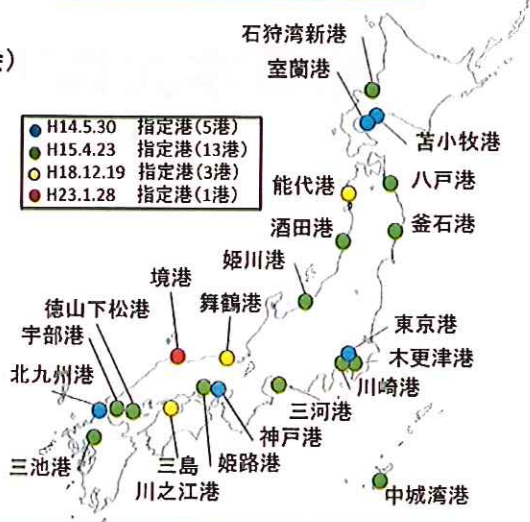 会)
H14.5.30 指定港(5港)
H15.4.23 指定港(13港)
H18.12.19 指定港(3港)
H23.1.28 指定港(1港)
石狩湾新港
室蘭港
苫小牧港
能代港
八戸港
酒田港
釜石港
姫川港
境港
舞鶴港
徳山下松港
宇部港
北九州港
東京港
木更津港
川崎港
三河港
神戸港
三池港
三島
川之江港
姫路港
中城湾港